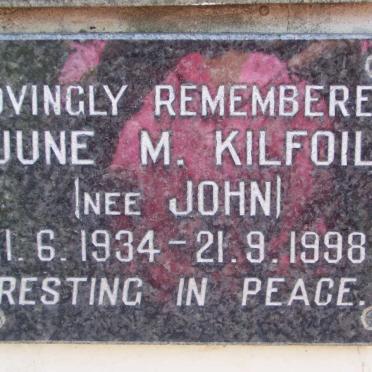 OVINGLY REMEMBERE
JUNE M. KILFOIL
(NEE JOHN)
1.6.1934-21.9.1998
RESTING IN PEACE.